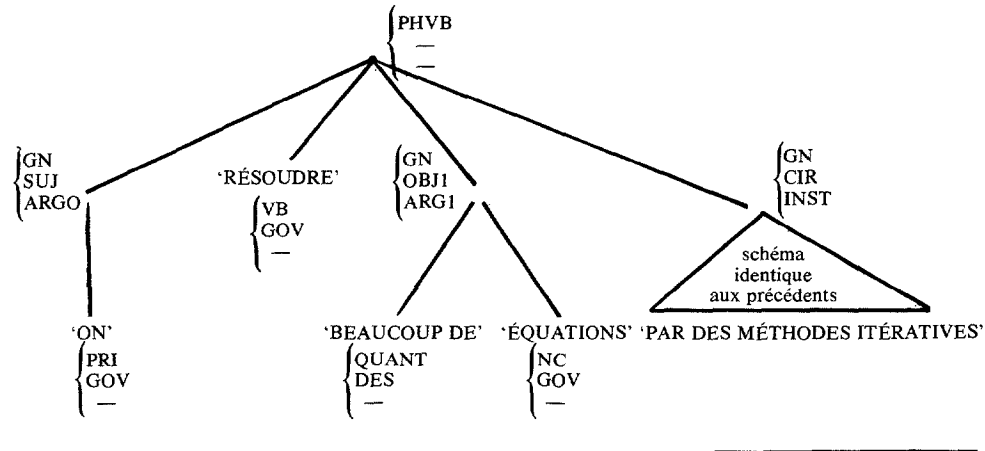 PHVB
—
—
GN
SUJ
ARGO
'RÉSOUDRE'
VB
GOV
—
GN
OBJ1
ARG1
GN
CIR
INST
schéma
identique
aux précédents
'ON'
PRI
GOV
—
'BEAUCOUP DE'
QUANT
DES
—
'ÉQUATIONS'
NC
GOV
—
'PAR DES MÉTHODES ITÉRATIVES'